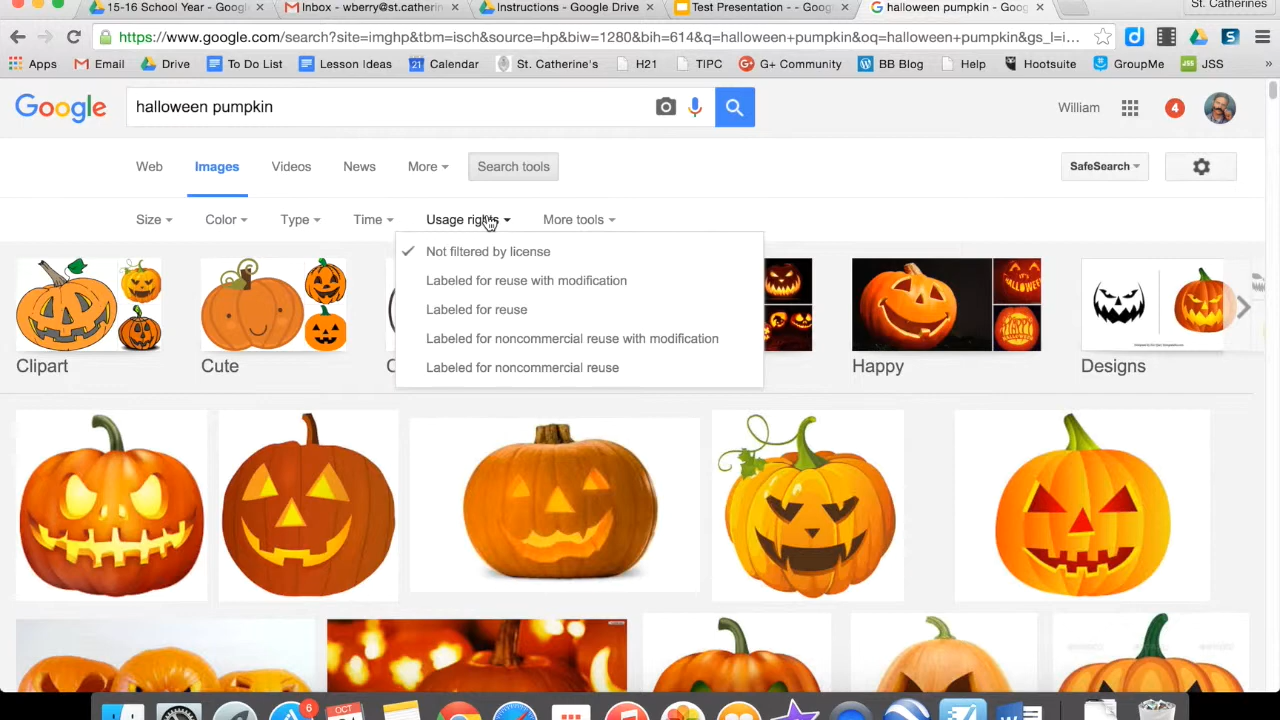 15-16 School Year - Google
Inbox - wberry@st.catherin
Instructions - Google Drive
Test Presentation - Goog
halloween pumpkin - Goog
St. Catherines
https://www.google.com/search?site=imghp&tbm=isch&source=hp&biw=1280&bih=614&q=halloween+pumpkin&oq=halloween+pumpkin&gs_l=i...
Apps Email Drive To Do List Lesson Ideas Calendar St. Catherine's H21 TIPC G+ Community BB Blog Help Hootsuite GroupMe JSS »
Google halloween pumpkin William 4
Web Images Videos News More Search tools SafeSearch
Size Color Type Time Usage rights More tools
Not filtered by license
Labeled for reuse with modification
Labeled for reuse
Labeled for noncommercial reuse with modification
Labeled for noncommercial reuse
Clipart Cute C Happy Designs
6
OCT